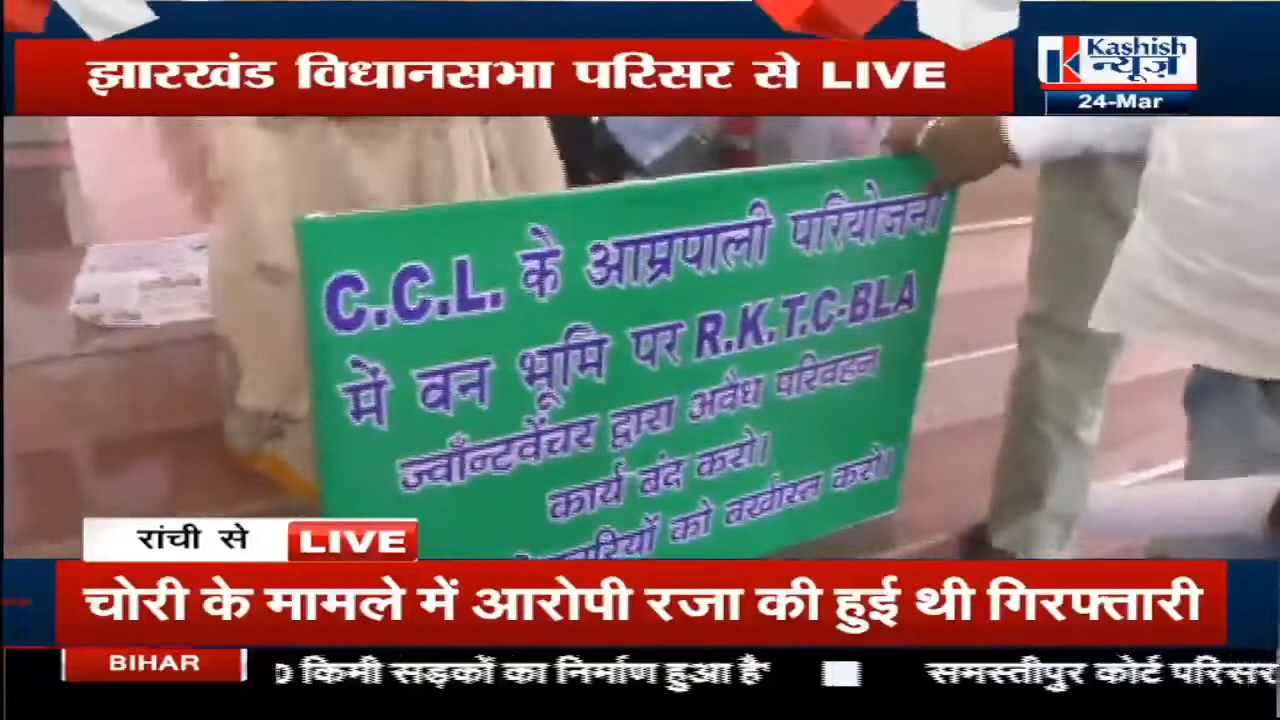 झारखंड विधानसभा परिसर से LIVE
Kashish
न्यूज़
24-Mar
C.C.L. के आम्रपाली परियोजना
में वन भूमि पर R.K.T.C-BLA
ज्वाँन्टवेंचर द्वारा अवैध परिवहन
कार्य बंद करो।
को बर्खास्त करो।
रांची से LIVE
चोरी के मामले में आरोपी रजा की हुई थी गिरफ्तारी
BIHAR
किमी सड़कों का निर्माण हुआ है'
समस्तीपुर कोर्ट परिसर